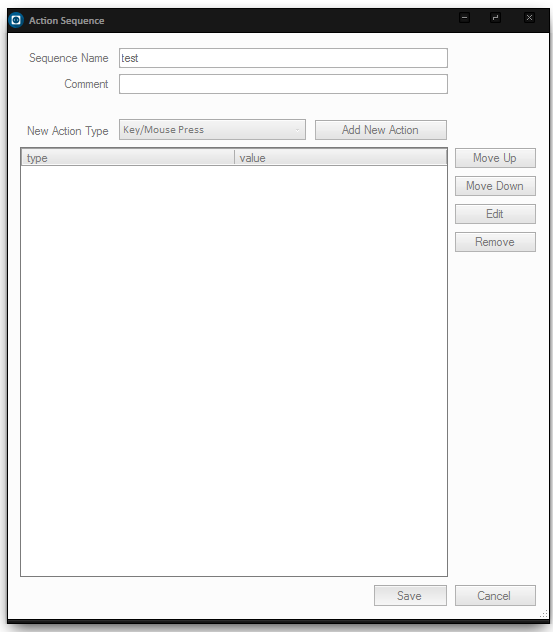 Action Sequence
Sequence Name test
Comment
New Action Type Key/Mouse Press Add New Action
type value Move Up
Move Down
Edit
Remove
Save Cancel